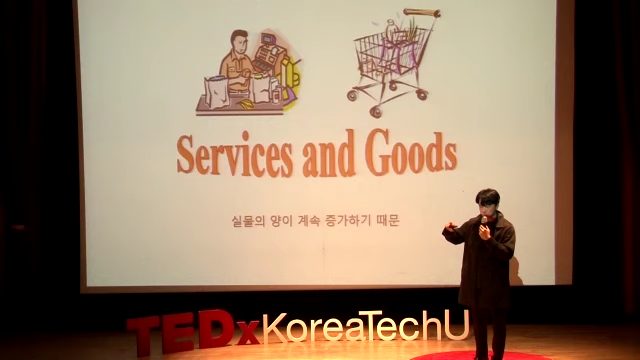 Services and Goods
실물의 양이 계속 증가하기 때문
TEDxKoreaTechU